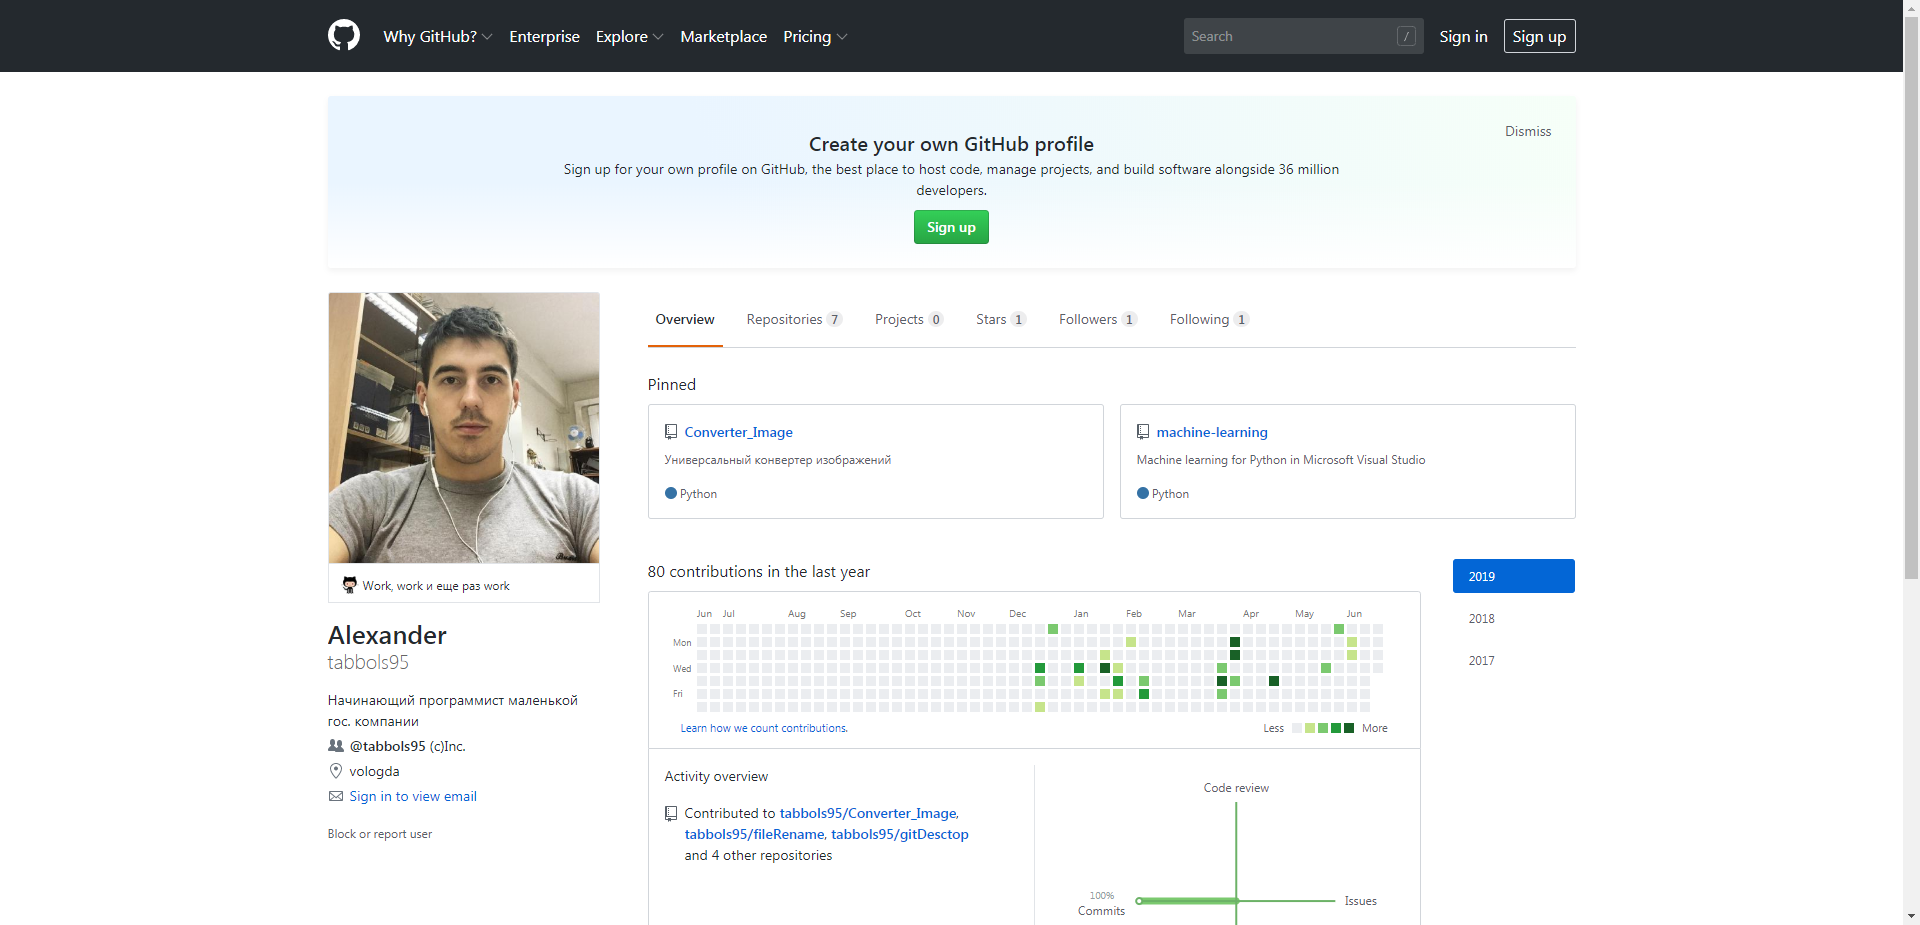 Why GitHub? Enterprise Explore Marketplace Pricing Search / Sign in Sign up
Dismiss
Create your own GitHub profile
Sign up for your own profile on GitHub, the best place to host code, manage projects, and build software alongside 36 million
developers.
Sign up
Work, work и еще раз work
Alexander
tabbols95
Начинающий программист маленькой
гос. компании
@tabbols95 (c)Inc.
vologda
Sign in to view email
Block or report user
Overview Repositories 7 Projects 0 Stars 1 Followers 1 Following 1
Pinned
Converter_Image
Универсальный конвертер изображений
Python
machine-learning
Machine learning for Python in Microsoft Visual Studio
Python
80 contributions in the last year
Jun Jul Aug Sep Oct Nov Dec Jan Feb Mar Apr May Jun
Mon
Wed
Fri
Learn how we count contributions.
Less More
2019
2018
2017
Activity overview
Contributed to tabbols95/Converter_Image,
tabbols95/fileRename, tabbols95/gitDesctop
and 4 other repositories
Code review
100%
Commits
Issues